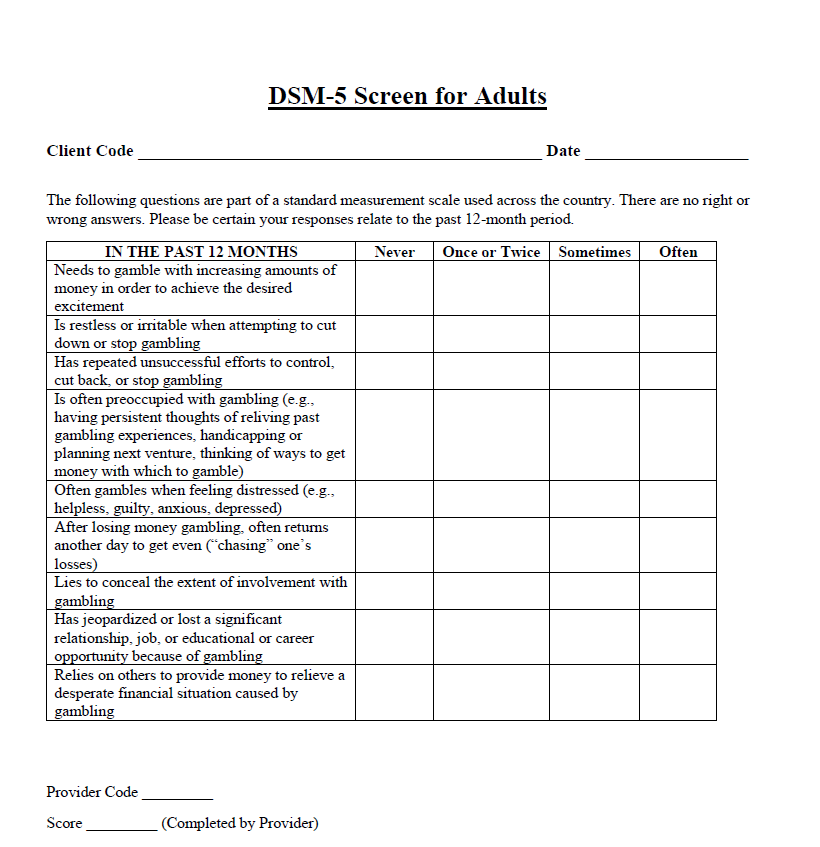 DSM-5 Screen for Adults
Client Code ________________________________________________ Date ___________________
The following questions are part of a standard measurement scale used across the country. There are no right or
wrong answers. Please be certain your responses relate to the past 12-month period.
IN THE PAST 12 MONTHS Never Once or Twice Sometimes Often
Needs to gamble with increasing amounts of
money in order to achieve the desired
excitement
Is restless or irritable when attempting to cut
down or stop gambling
Has repeated unsuccessful efforts to control,
cut back, or stop gambling
Is often preoccupied with gambling (e.g.,
having persistent thoughts of reliving past
gambling experiences, handicapping or
planning next venture, thinking of ways to get
money with which to gamble)
Often gambles when feeling distressed (e.g.,
helpless, guilty, anxious, depressed)
After losing money gambling, often returns
another day to get even (“chasing” one’s
losses)
Lies to conceal the extent of involvement with
gambling
Has jeopardized or lost a significant
relationship, job, or educational or career
opportunity because of gambling
Relies on others to provide money to relieve a
desperate financial situation caused by
gambling
Provider Code _________
Score _________ (Completed by Provider)